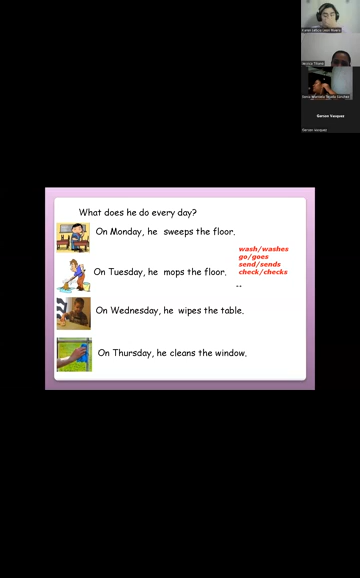 What does he do every day?
On Monday, he sweeps the floor.
wash/washes
go/goes
send/sends
check/checks
On Tuesday, he mops the floor.
--
On Wednesday, he wipes the table.
On Thursday, he cleans the window.
Gerson Vasquez
Gerson Vasquez